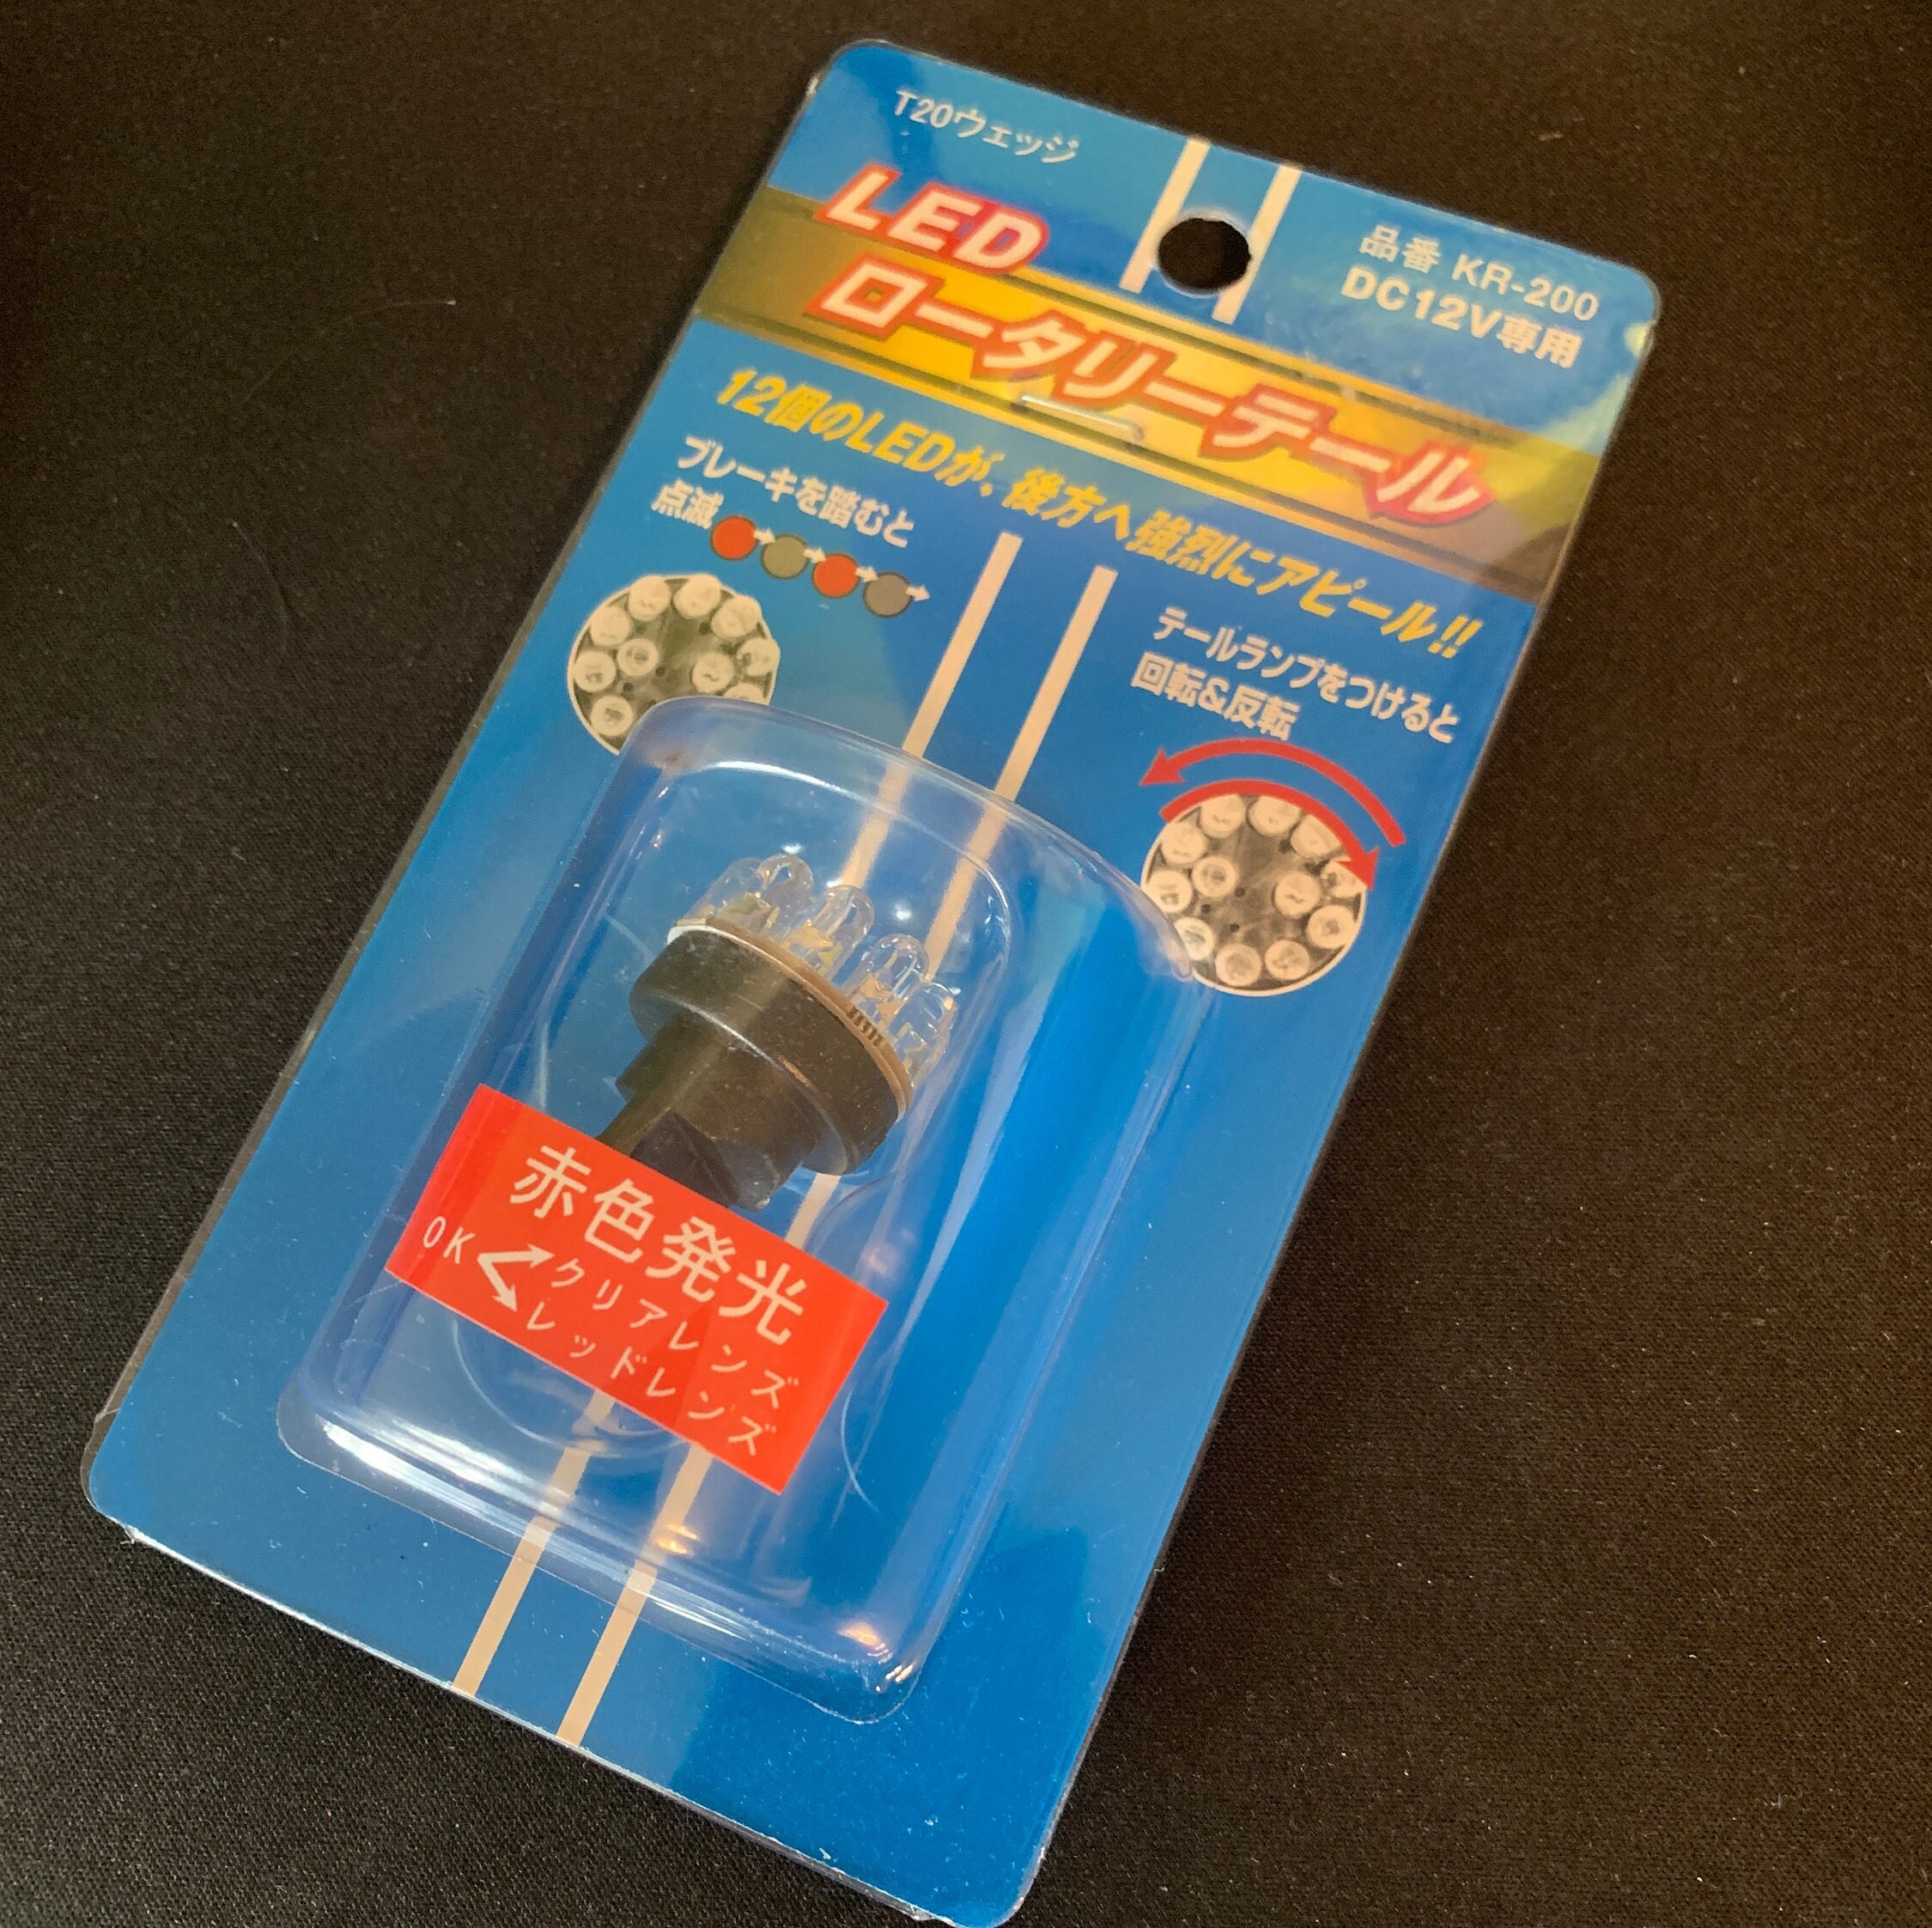 T20ウェッジ
品番 KR-200
DC12V専用
LED
ロータリーテール
12個のLEDが、後方へ強烈にアピール!!
ブレーキを踏むと
点滅
テールランプをつけると
回転&反転
赤色発光
OK クリアレンズ
レッドレンズ